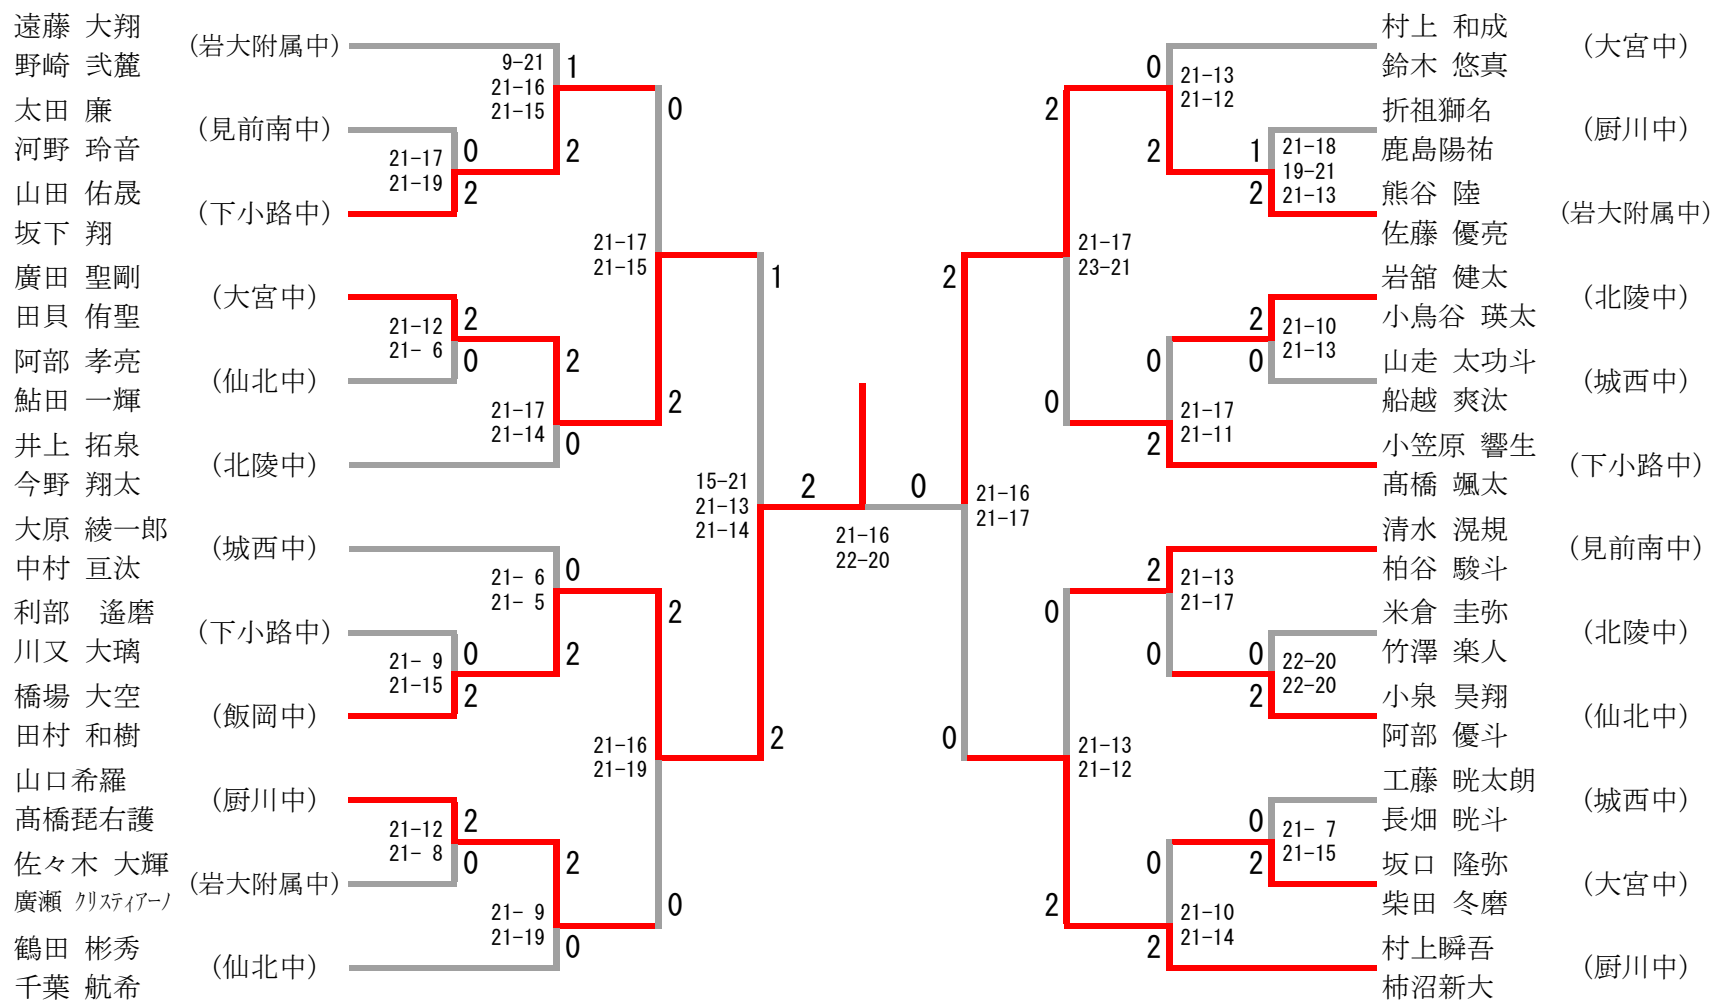 遠藤 大翔
(岩大附属中)
野崎 弐麓
太田 廉
(見前南中)
河野 玲音
山田 佑晟
(下小路中)
坂下 翔
廣田 聖剛
(大宮中)
田貝 侑聖
阿部 孝亮
(仙北中)
鮎田 一輝
井上 拓泉
(北陵中)
今野 翔太
大原 綾一郎
(城西中)
中村 亘汰
利部 遙磨
(下小路中)
川又 大璃
橋場 大空
(飯岡中)
田村 和樹
山口希羅
(厨川中)
髙橋琵右護
佐々木 大輝
(岩大附属中)
廣瀬 クリスティアーノ
鶴田 彬秀
(仙北中)
千葉 航希
9-21
21-16
21-15
1
2
21-17
21-19
0
2
21-12
21- 6
2
0
21-17
21-14
2
0
21-17
21-15
0
2
21- 6
21- 5
0
2
21- 9
21-15
0
2
21-12
21- 8
2
0
21- 9
21-19
2
0
21-16
21-19
2
0
15-21
21-13
21-14
1
2
2
0
21-16
22-20
2
0
21-16
21-17
2
0
21-17
23-21
0
2
21-13
21-12
1
2
21-18
19-21
21-13
2
0
21-10
21-13
0
2
21-17
21-11
0
2
21-13
21-12
2
0
21-13
21-17
0
2
22-20
22-20
0
2
21- 7
21-15
0
2
21-10
21-14
村上 和成
(大宮中)
鈴木 悠真
折祖獅名
(厨川中)
鹿島陽祐
熊谷 陸
(岩大附属中)
佐藤 優亮
岩舘 健太
(北陵中)
小鳥谷 瑛太
山走 太功斗
(城西中)
船越 爽汰
小笠原 響生
(下小路中)
髙橋 颯太
清水 滉規
(見前南中)
柏谷 駿斗
米倉 圭弥
(北陵中)
竹澤 楽人
小泉 昊翔
(仙北中)
阿部 優斗
工藤 晄太朗
(城西中)
長畑 晄斗
坂口 隆弥
(大宮中)
柴田 冬磨
村上瞬吾
(厨川中)
柿沼新大